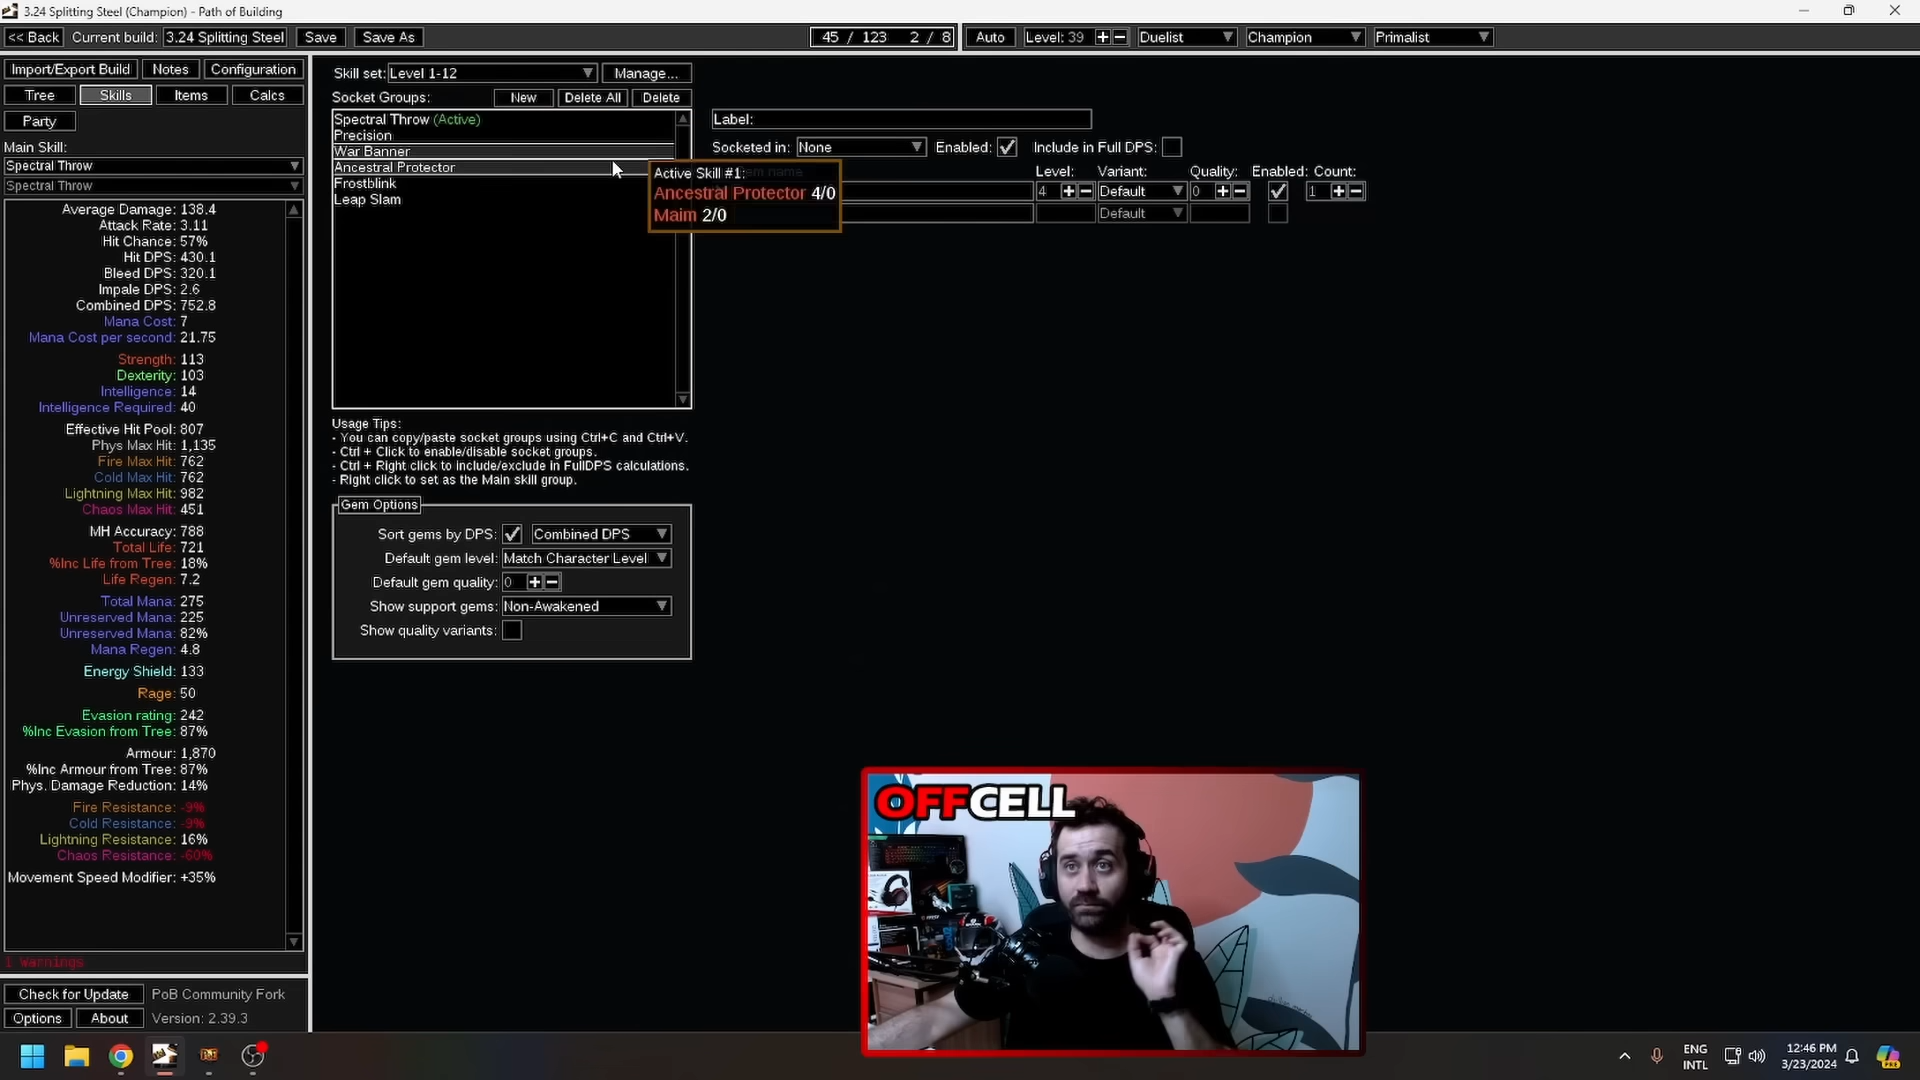 3.24 Splitting Steel (Champion) - Path of Building
<< Back Current build: 3.24 Splitting Steel Save Save As 45 / 123 2 / 8 Auto Level: 39 Duelist Champion Primalist
Import/Export Build Notes Configuration
Tree Skills Items Calcs
Party
Main Skill:
Spectral Throw
Spectral Throw
Average Damage: 138.4
Attack Rate: 3.11
Hit Chance: 57%
Hit DPS: 430.1
Bleed DPS: 320.1
Impale DPS: 2.6
Combined DPS: 752.8
Mana Cost: 7
Mana Cost per second: 21.75
Strength: 113
Dexterity: 103
Intelligence: 14
Intelligence Required: 40
Effective Hit Pool: 807
Phys Max Hit: 1,135
Fire Max Hit: 762
Cold Max Hit: 762
Lightning Max Hit: 982
Chaos Max Hit: 451
MH Accuracy: 788
Total Life: 721
%Inc Life from Tree: 18%
Life Regen: 7.2
Total Mana: 275
Unreserved Mana: 225
Unreserved Mana: 82%
Mana Regen: 4.8
Energy Shield: 133
Rage: 50
Evasion rating: 242
%Inc Evasion from Tree: 87%
Armour: 1,870
%Inc Armour from Tree: 87%
Phys. Damage Reduction: 14%
Fire Resistance: -9%
Cold Resistance: -9%
Lightning Resistance: 16%
Chaos Resistance: -60%
Movement Speed Modifier: +35%
1 Warnings
Check for Update PoB Community Fork
Options About Version: 2.39.3
Skill set: Level 1-12 Manage...
Socket Groups: New Delete All Delete
Spectral Throw (Active)
Precision
War Banner
Ancestral Protector
Frostblink
Leap Slam
Usage Tips:
- You can copy/paste socket groups using Ctrl+C and Ctrl+V.
- Ctrl + Click to enable/disable socket groups.
- Ctrl + Right click to include/exclude in FullDPS calculations.
- Right click to set as the Main skill group.
Gem Options
Sort gems by DPS: Combined DPS
Default gem level: Match Character Level
Default gem quality: 0
Show support gems: Non-Awakened
Show quality variants:
Label:
Socketed in: None Enabled: Include in Full DPS:
Level: Variant: Quality: Enabled: Count:
4 Default 0 1
Default
Active Skill #1:
Ancestral Protector 4/0
Maim 2/0
OFFCELL
ENG
INTL
12:46 PM
3/23/2024